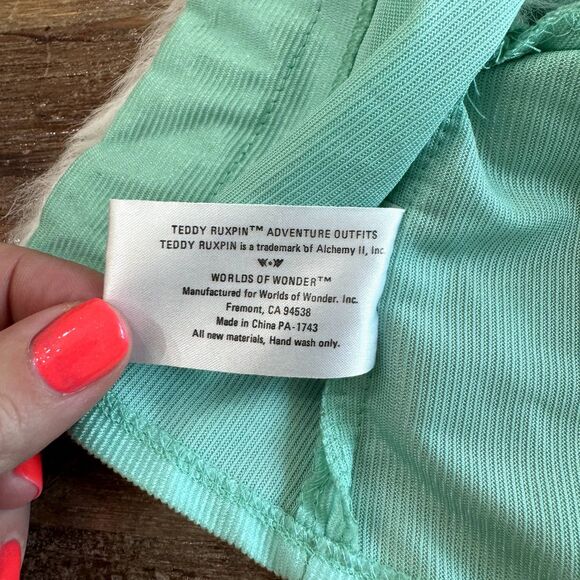 TEDDY RUXPIN™ ADVENTURE OUTFITS
TEDDY RUXPIN is a trademark of Alchemy II, Inc.
WORLDS OF WONDER™
Manufactured for Worlds of Wonder. Inc.
Fremont, CA 94538
Made in China PA-1743
All new materials, Hand wash only.